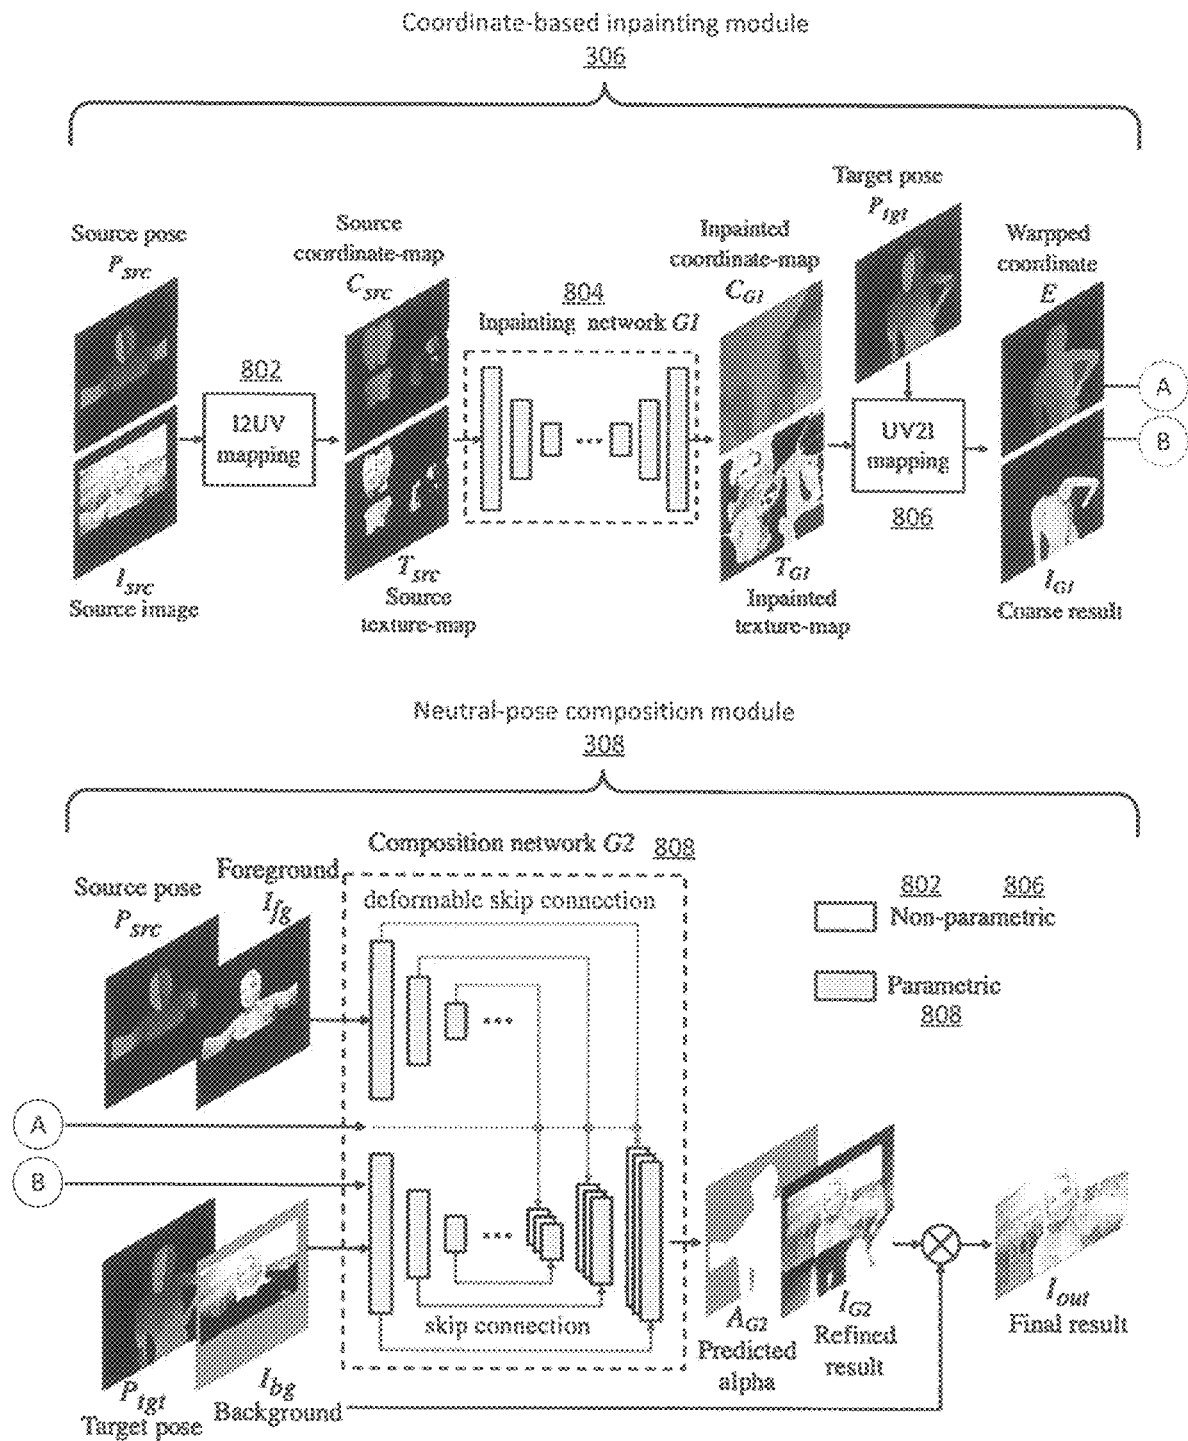 Coordinate-based inpainting module
306
Target pose
P_tgt
Source pose
P_src
Source
coordinate-map
C_src
804
Inpainting network G1
Inpainted
coordinate-map
C_G1
Warpped
coordinate
E
802
I2UV
mapping
UV2I
mapping
806
A
B
I_src
Source image
T_src
Source
texture-map
T_G1
Inpainted
texture-map
I_G1
Coarse result
Neutral-pose composition module
308
Composition network G2 808
Source pose
P_src
Foreground
I_fg
deformable skip connection
802 806
Non-parametric
Parametric
808
A
B
skip connection
P_tgt
Target pose
I_bg
Background
A_G2
Predicted
alpha
I_G2
Refined
result
I_out
Final result